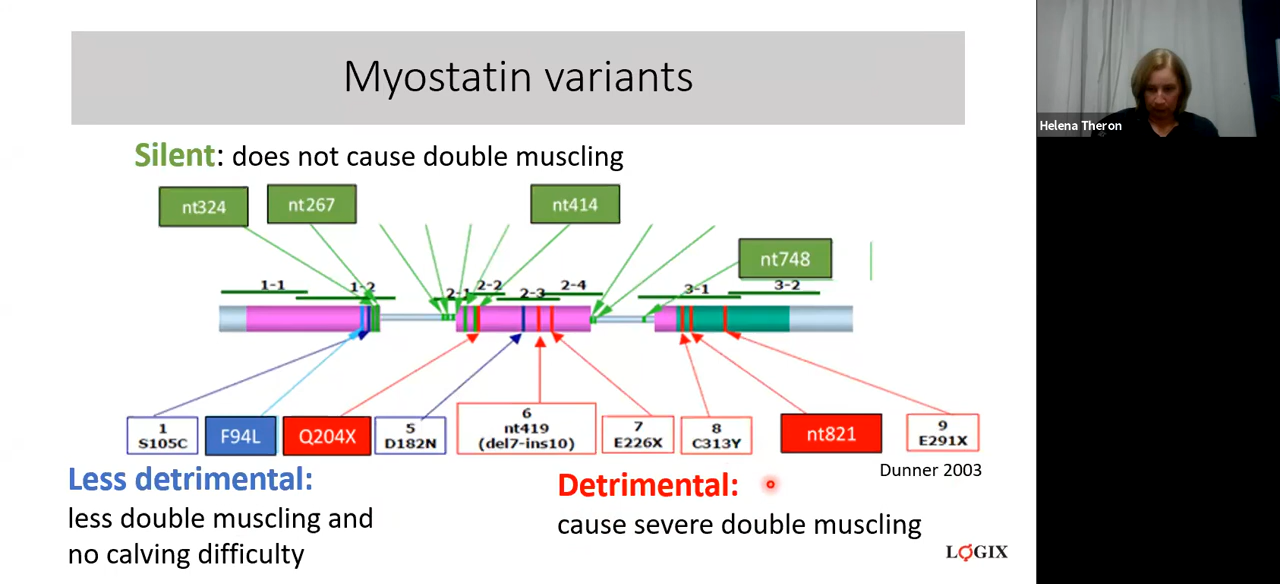 Myostatin variants
Helena Theron
Silent: does not cause double muscling
nt324
nt267
nt414
nt748
1-1
1-2
2-1
2-2
2-3
2-4
3-1
3-2
1
S105C
F94L
Q204X
5
D182N
6
nt419
(del7-ins10)
7
E226X
8
C313Y
nt821
9
E291X
Dunner 2003
Less detrimental:
less double muscling and
no calving difficulty
Detrimental:
cause severe double muscling
LOGIX